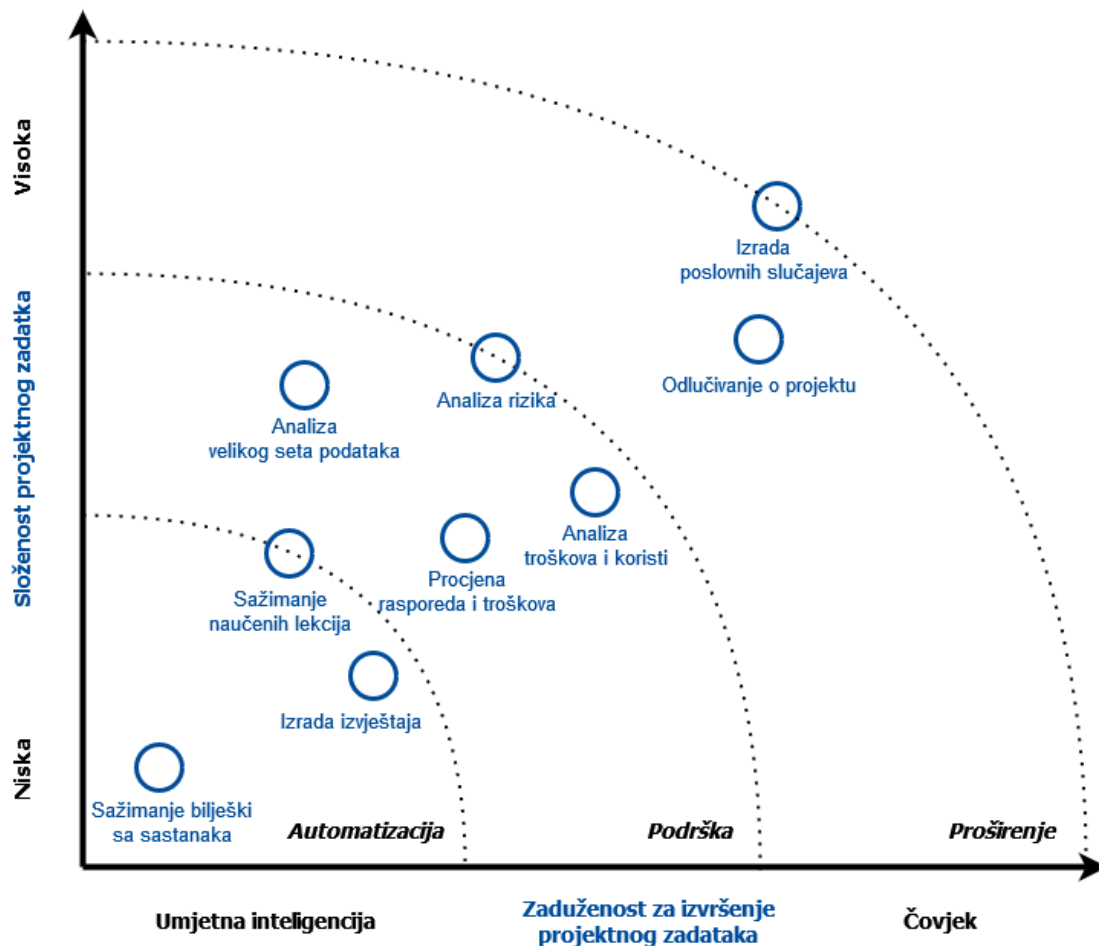 Visoka
Složenost projektnog zadatka
Niska
Izrada
poslovnih slučajeva
Odlučivanje o projektu
Analiza rizika
Analiza
velikog seta podataka
Analiza
troškova i koristi
Procjena
rasporeda i troškova
Sažimanje
naučenih lekcija
Izrada izvještaja
Sažimanje bilješki
sa sastanaka
Automatizacija
Podrška
Proširenje
Umjetna inteligencija
Zaduženost za izvršenje
projektnog zadataka
Čovjek